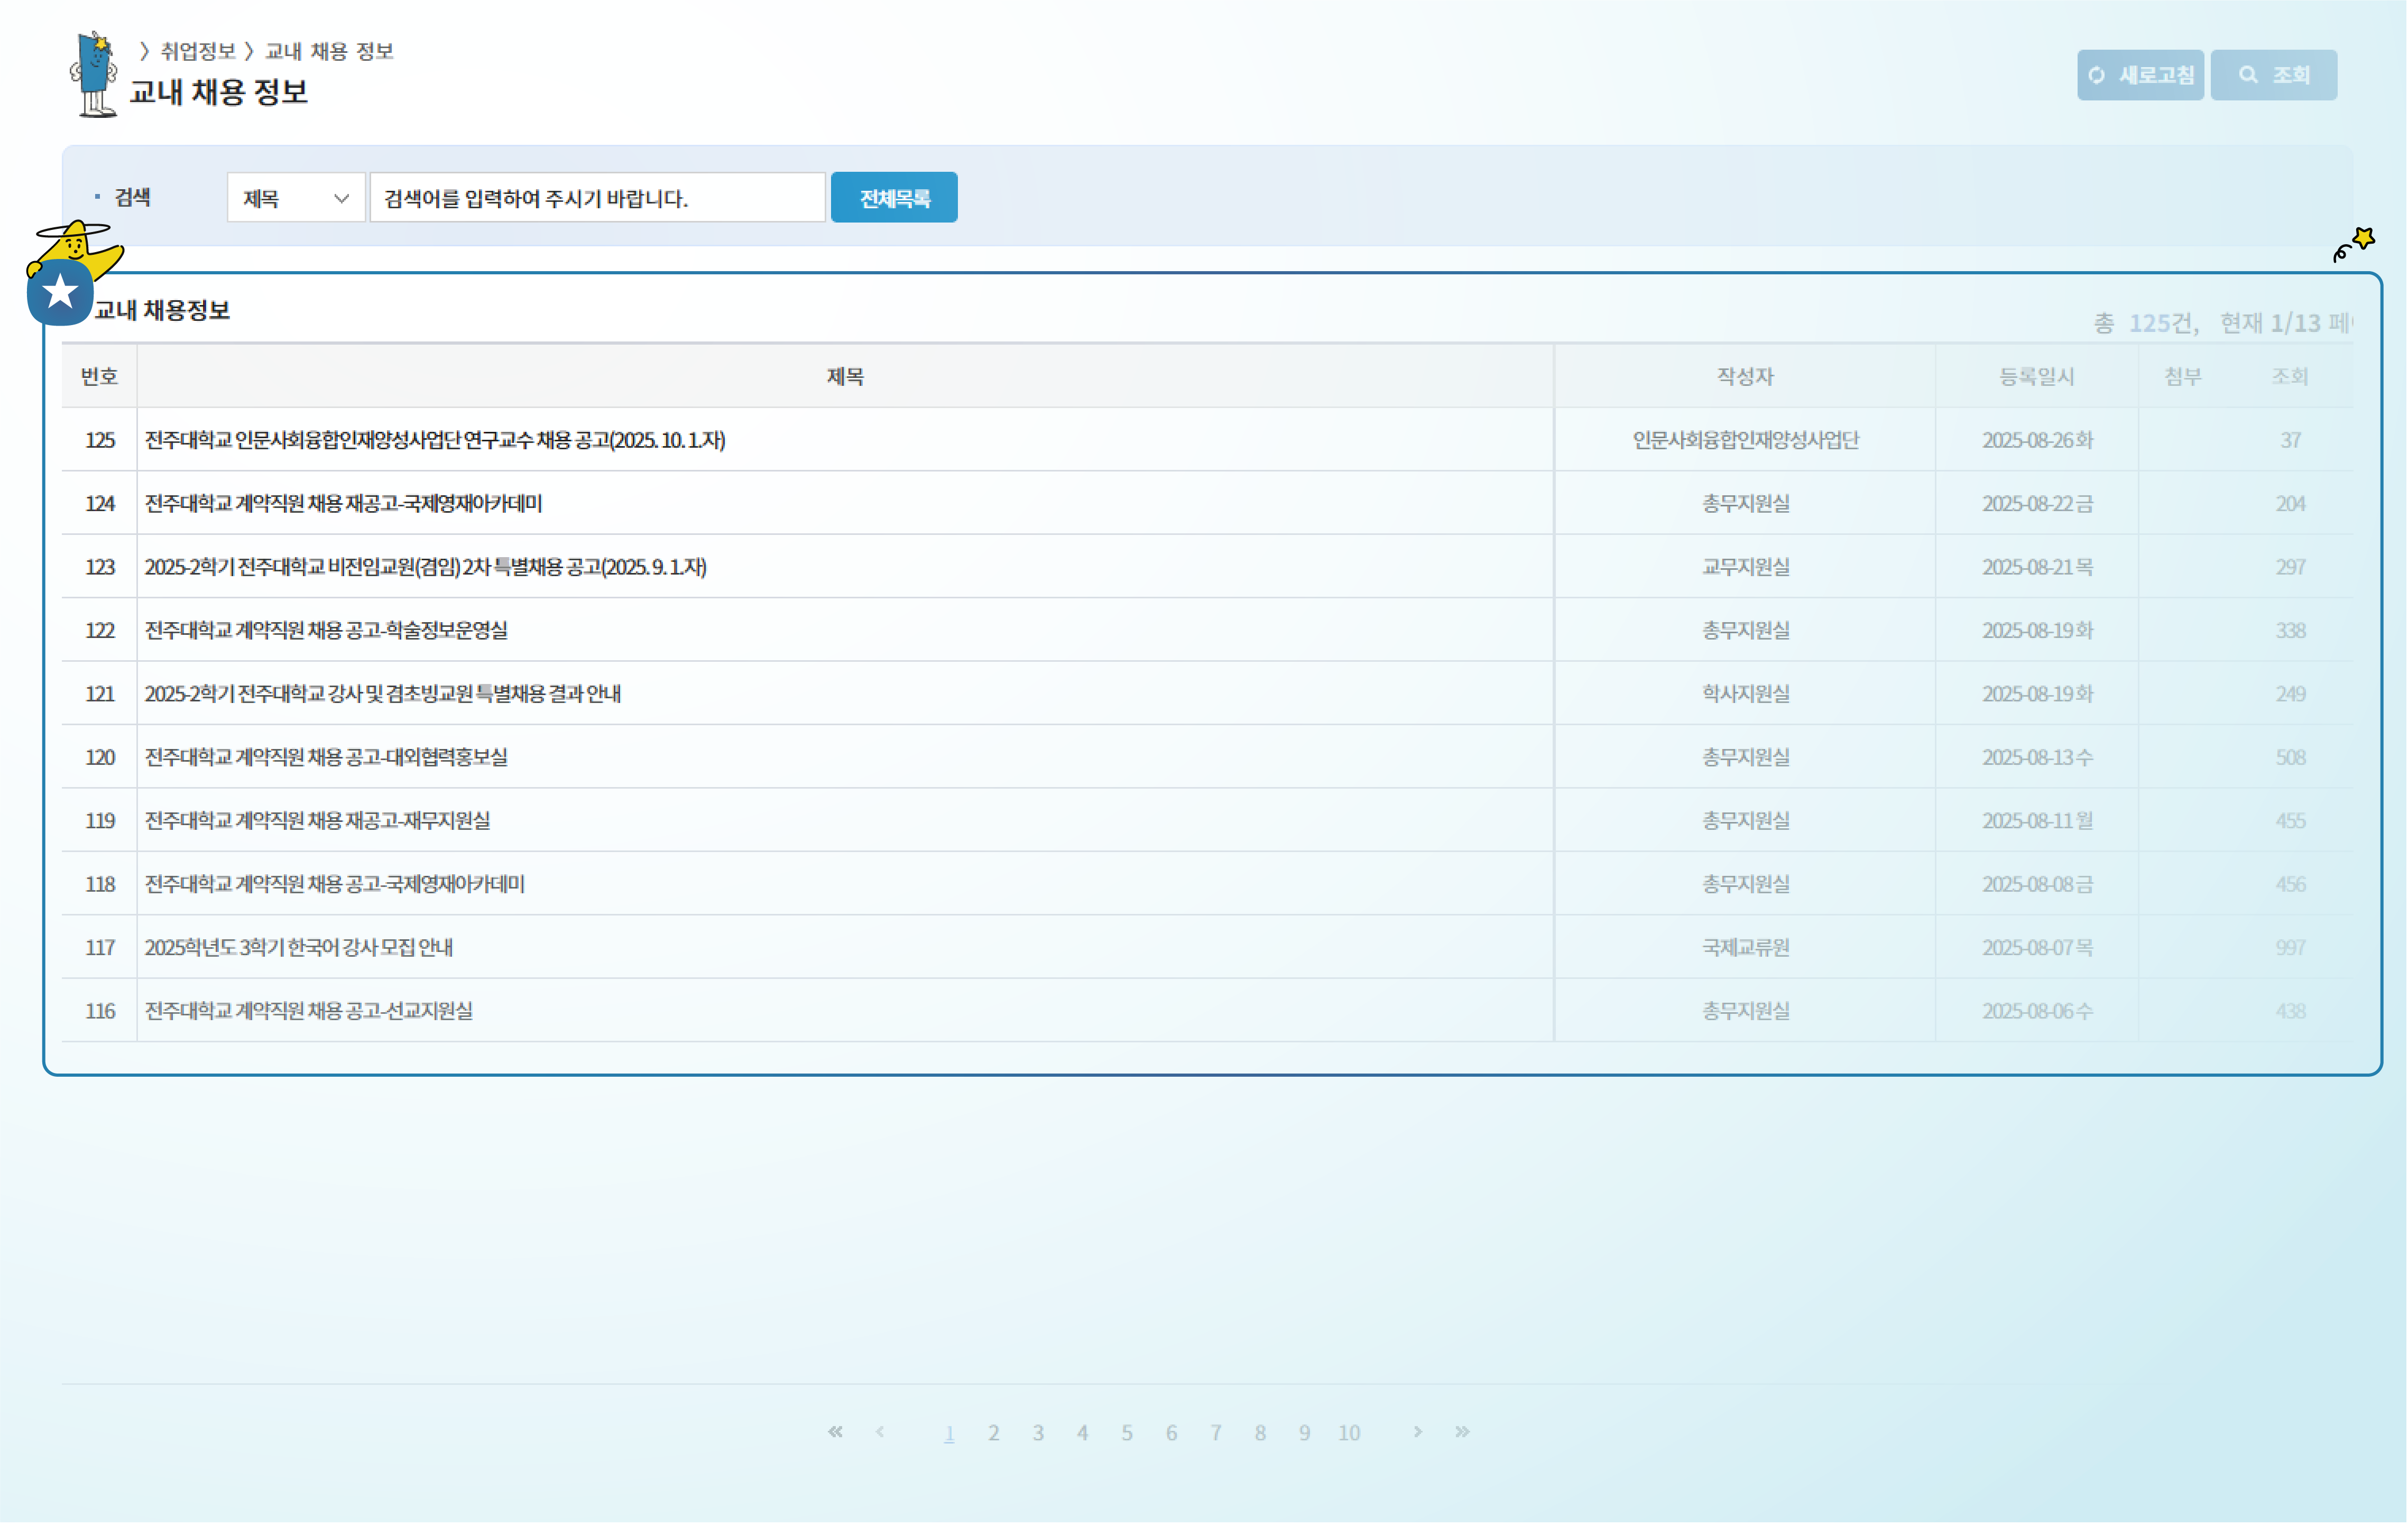 〉 취업정보 〉 교내 채용 정보
교내 채용 정보
새로고침
조회
검색
제목
검색어를 입력하여 주시기 바랍니다.
전체목록
교내 채용정보
총 125건, 현재 1/13
번호 제목 작성자 등록일시 첨부 조회
125 전주대학교 인문사회융합인재양성사업단 연구교수 채용 공고(2025. 10. 1.자) 인문사회융합인재양성사업단 2025-08-26 화 37
124 전주대학교 계약직원 채용 재공고-국제영재아카데미 총무지원실 2025-08-22 금 204
123 2025-2학기 전주대학교 비전임교원(겸임) 2차 특별채용 공고(2025. 9. 1.자) 교무지원실 2025-08-21 목 297
122 전주대학교 계약직원 채용 공고-학술정보운영실 총무지원실 2025-08-19 화 338
121 2025-2학기 전주대학교 강사 및 겸초빙교원 특별채용 결과 안내 학사지원실 2025-08-19 화 249
120 전주대학교 계약직원 채용 공고-대외협력홍보실 총무지원실 2025-08-13 수 508
119 전주대학교 계약직원 채용 재공고-재무지원실 총무지원실 2025-08-11 월 455
118 전주대학교 계약직원 채용 공고-국제영재아카데미 총무지원실 2025-08-08 금 456
117 2025학년도 3학기 한국어 강사 모집 안내 국제교류원 2025-08-07 목 997
116 전주대학교 계약직원 채용 공고-선교지원실 총무지원실 2025-08-06 수 438
« ‹ 1 2 3 4 5 6 7 8 9 10 › »